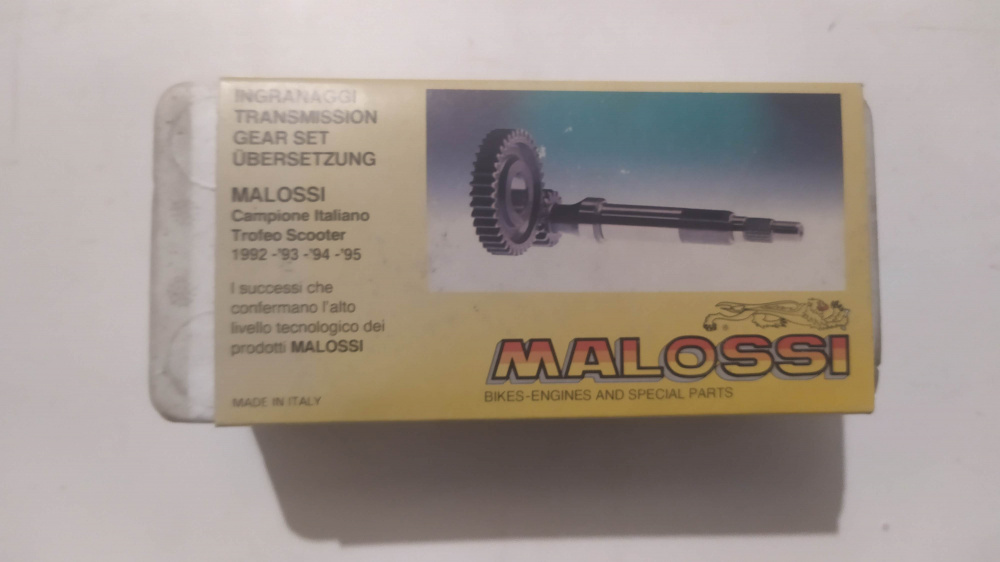 INGRANAGGI
TRANSMISSION
GEAR SET
ÜBERSETZUNG
MALOSSI
Campione Italiano
Trofeo Scooter
1992 -'93 -'94 -'95
I successi che
confermano l'alto
livello tecnologico dei
prodotti MALOSSI
MADE IN ITALY
MALOSSI
BIKES-ENGINES AND SPECIAL PARTS